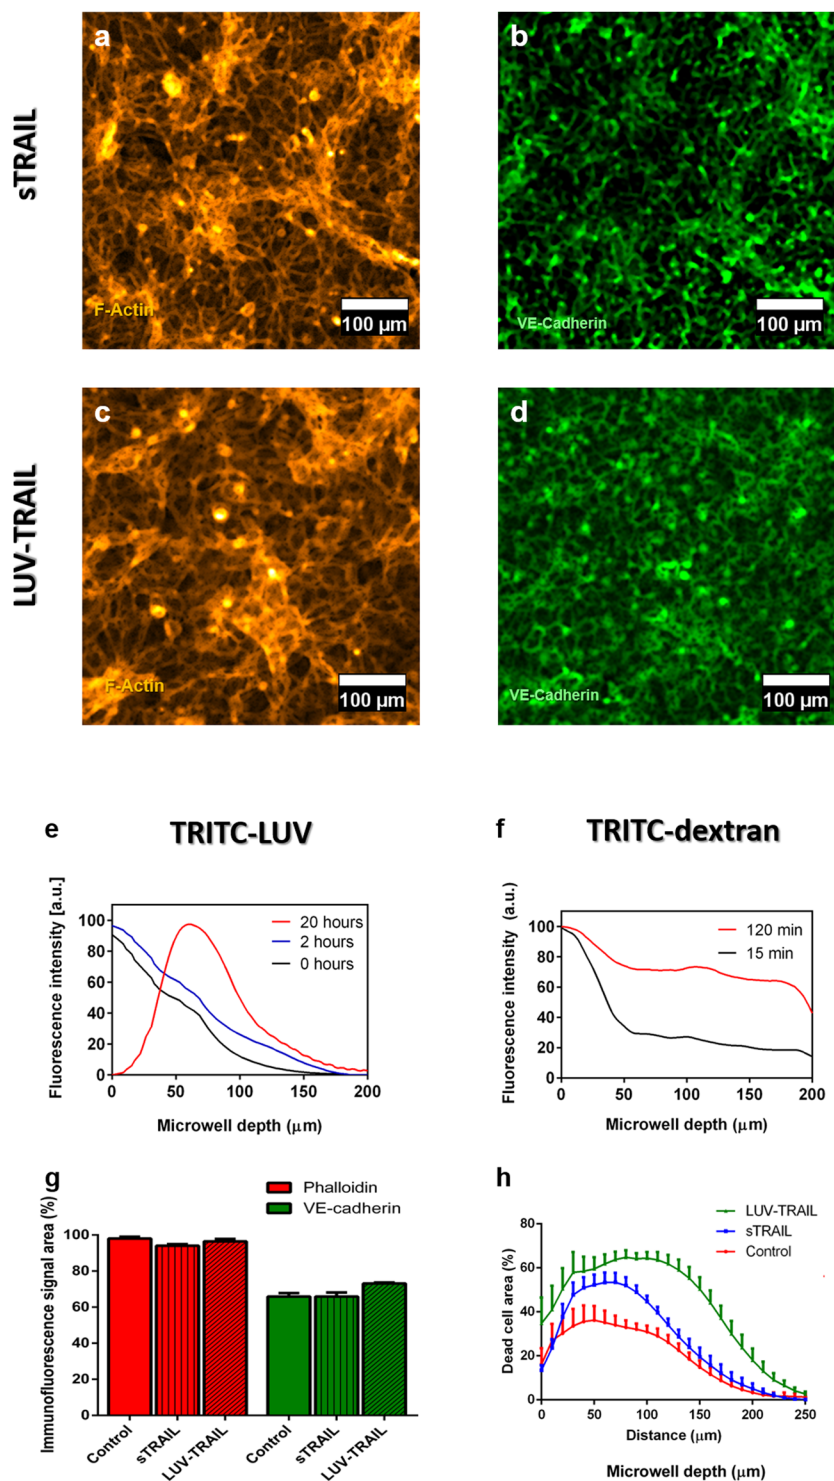 a
b
sTRAIL
F-Actin
100 µm
VE-Cadherin
100 µm
c
d
LUV-TRAIL
F-Actin
100 µm
VE-Cadherin
100 µm
e
TRITC-LUV
f
TRITC-dextran
Fluorescence intensity [a.u.]
100
80
60
40
20
0
20 hours
2 hours
0 hours
0
50
100
150
200
Microwell depth (µm)
Fluorescence intensity (a.u.)
100
80
60
40
20
0
120 min
15 min
0
50
100
150
200
Microwell depth (µm)
g
Phalloidin
VE-cadherin
Immunofluorescence signal area (%)
100
80
60
40
20
0
Control
sTRAIL
LUV-TRAIL
Control
sTRAIL
LUV-TRAIL
h
LUV-TRAIL
sTRAIL
Control
Dead cell area (%)
80
60
40
20
0
0
50
100
150
200
250
Distance (µm)
Microwell depth (µm)